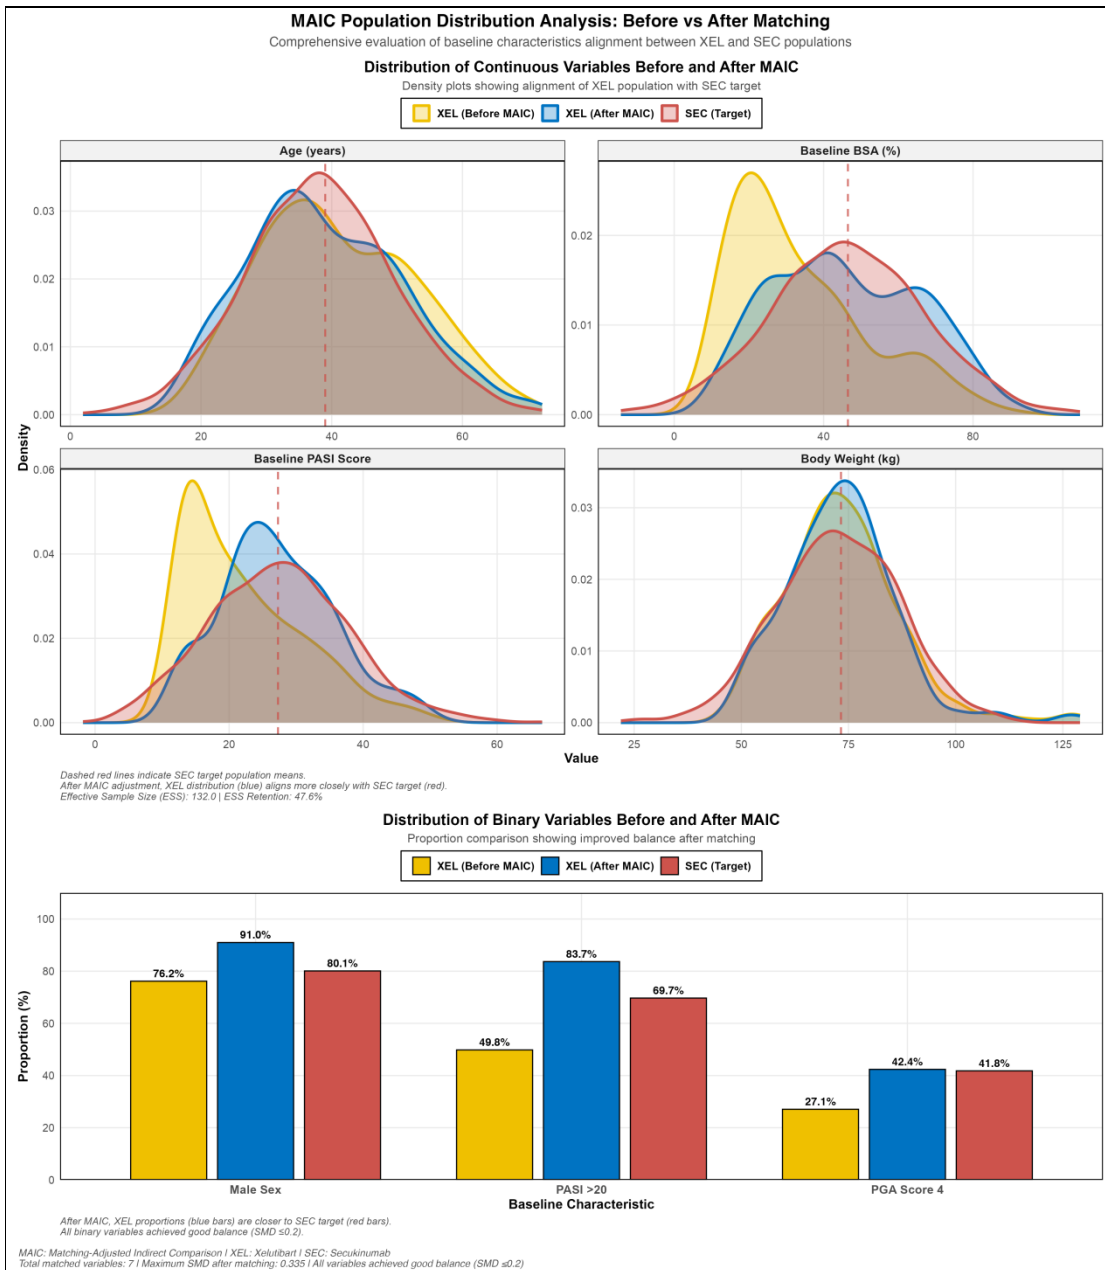 MAIC Population Distribution Analysis: Before vs After Matching
Comprehensive evaluation of baseline characteristics alignment between XEL and SEC populations
Distribution of Continuous Variables Before and After MAIC
Density plots showing alignment of XEL population with SEC target
XEL (Before MAIC) XEL (After MAIC) SEC (Target)
Age (years)
0.03
0.02
0.01
0.00
0 20 40 60
Baseline BSA (%)
0.02
0.01
0.00
0 40 80
Density
Baseline PASI Score
0.06
0.04
0.02
0.00
0 20 40 60
Body Weight (kg)
0.03
0.02
0.01
0.00
25 50 75 100 125
Value
Dashed red lines indicate SEC target population means.
After MAIC adjustment, XEL distribution (blue) aligns more closely with SEC target (red).
Effective Sample Size (ESS): 132.0 | ESS Retention: 47.6%
Distribution of Binary Variables Before and After MAIC
Proportion comparison showing improved balance after matching
XEL (Before MAIC) XEL (After MAIC) SEC (Target)
Proportion (%)
100
80
60
40
20
0
76.2% 91.0% 80.1%
49.8% 83.7% 69.7%
27.1% 42.4% 41.8%
Male Sex PASI >20 PGA Score 4
Baseline Characteristic
After MAIC, XEL proportions (blue bars) are closer to SEC target (red bars).
All binary variables achieved good balance (SMD ≤0.2).
MAIC: Matching-Adjusted Indirect Comparison | XEL: Xelutibart | SEC: Secukinumab
Total matched variables: 7 | Maximum SMD after matching: 0.335 | All variables achieved good balance (SMD ≤0.2)